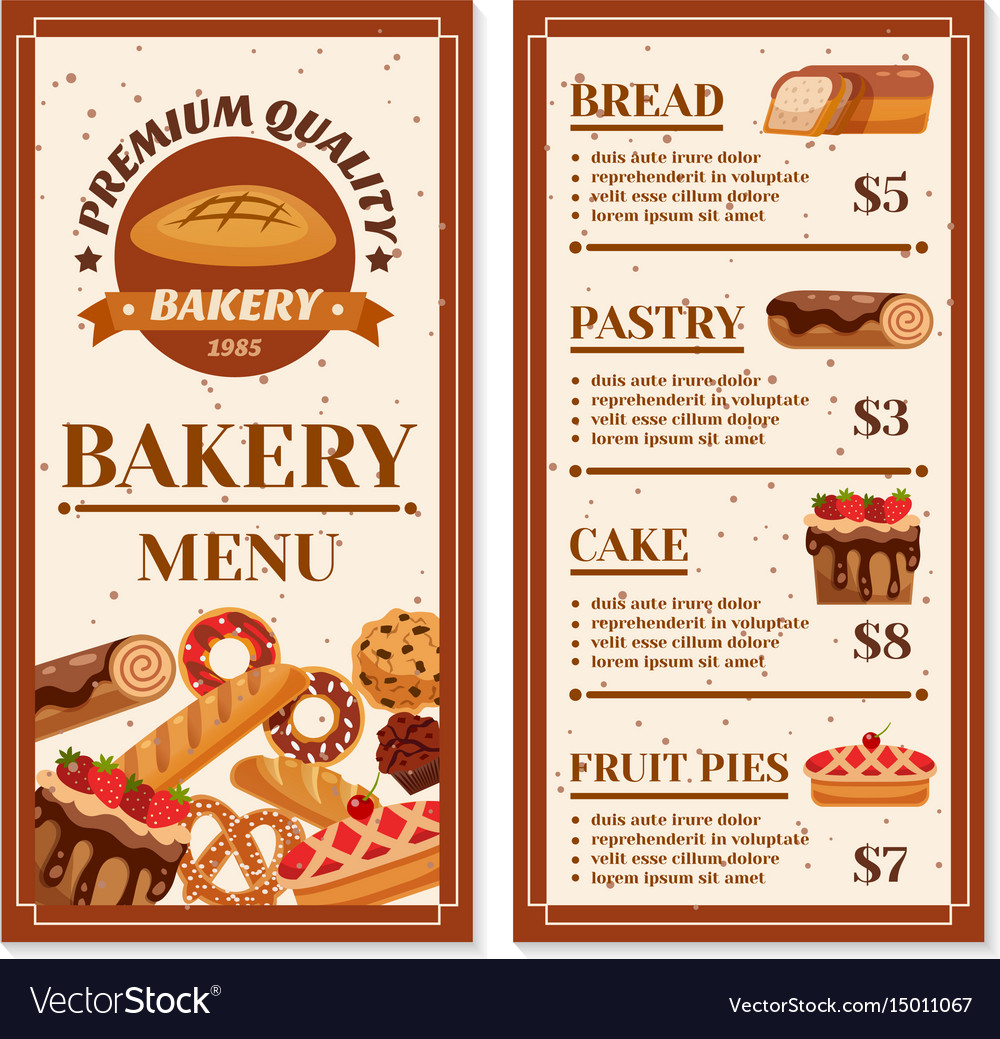 PREMIUM QUALITY
BAKERY
1985
BAKERY
MENU
BREAD
duis aute irure dolor
reprehenderit in voluptate
velit esse cillum dolore
lorem ipsum sit amet
$5
PASTRY
duis aute irure dolor
reprehenderit in voluptate
velit esse cillum dolore
lorem ipsum sit amet
$3
CAKE
duis aute irure dolor
reprehenderit in voluptate
velit esse cillum dolore
lorem ipsum sit amet
$8
FRUIT PIES
duis aute irure dolor
reprehenderit in voluptate
velit esse cillum dolore
lorem ipsum sit amet
$7
VectorStock®
VectorStock.com/15011067